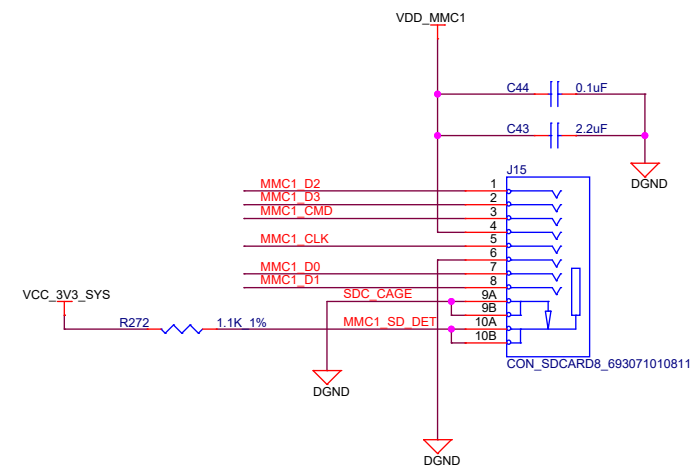 VDD_MMC1
C44 0.1uF
C43 2.2uF
DGND
J15
MMC1_D2 1
MMC1_D3 2
MMC1_CMD 3
4
MMC1_CLK 5
6
MMC1_D0 7
MMC1_D1 8
SDC_CAGE 9A
9B
VCC_3V3_SYS
R272 1.1K_1% MMC1_SD_DET 10A
10B
CON_SDCARD8_693071010811
DGND
DGND